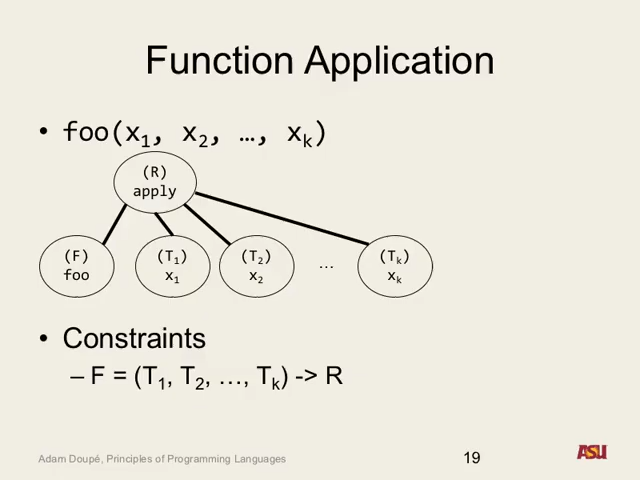 Function Application
• foo(x₁, x₂, …, xₖ)
(R)
apply
(F)
foo
(T₁)
x₁
(T₂)
x₂
…
(Tₖ)
xₖ
• Constraints
– F = (T₁, T₂, …, Tₖ) -> R
Adam Doupé, Principles of Programming Languages
19
ASU